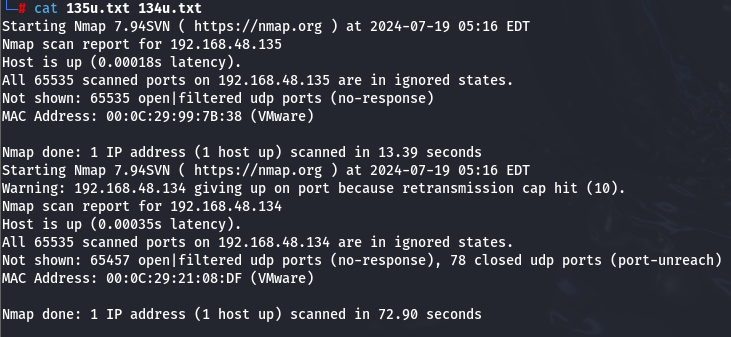 └─# cat 135u.txt 134u.txt
Starting Nmap 7.94SVN ( https://nmap.org ) at 2024-07-19 05:16 EDT
Nmap scan report for 192.168.48.135
Host is up (0.00018s latency).
All 65535 scanned ports on 192.168.48.135 are in ignored states.
Not shown: 65535 open|filtered udp ports (no-response)
MAC Address: 00:0C:29:99:7B:38 (VMware)

Nmap done: 1 IP address (1 host up) scanned in 13.39 seconds
Starting Nmap 7.94SVN ( https://nmap.org ) at 2024-07-19 05:16 EDT
Warning: 192.168.48.134 giving up on port because retransmission cap hit (10).
Nmap scan report for 192.168.48.134
Host is up (0.00035s latency).
All 65535 scanned ports on 192.168.48.134 are in ignored states.
Not shown: 65457 open|filtered udp ports (no-response), 78 closed udp ports (port-unreach)
MAC Address: 00:0C:29:21:08:DF (VMware)

Nmap done: 1 IP address (1 host up) scanned in 72.90 seconds